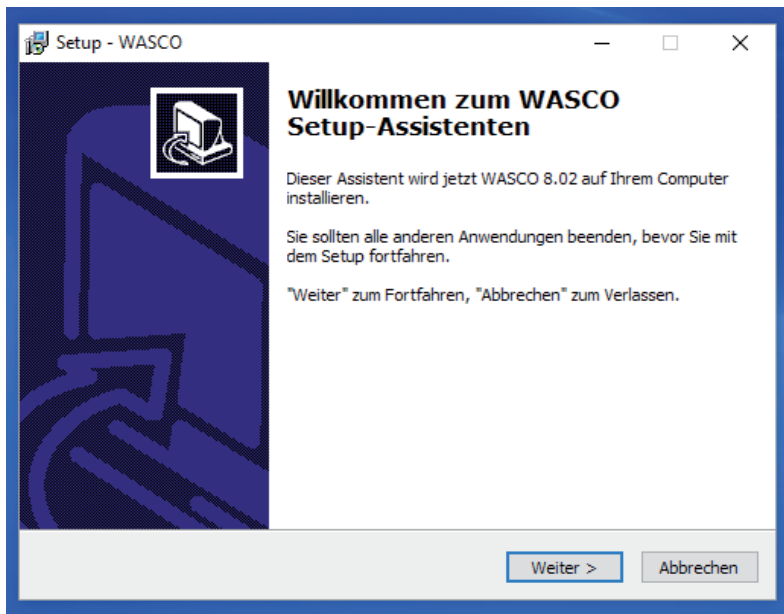 Setup - WASCO
Willkommen zum WASCO
Setup-Assistenten
Dieser Assistent wird jetzt WASCO 8.02 auf Ihrem Computer
installieren.
Sie sollten alle anderen Anwendungen beenden, bevor Sie mit
dem Setup fortfahren.
"Weiter" zum Fortfahren, "Abbrechen" zum Verlassen.
Weiter > Abbrechen